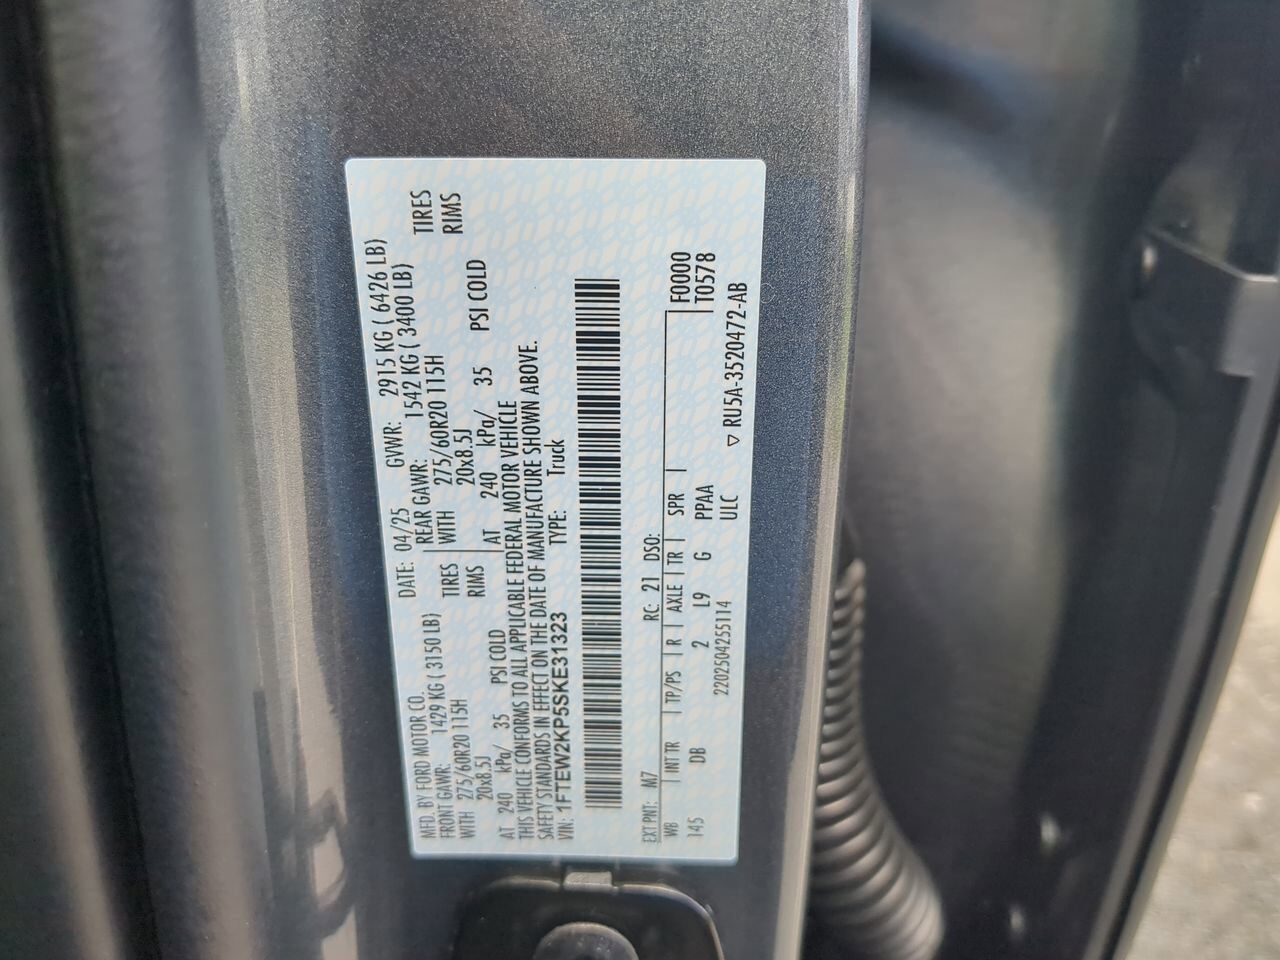 MFD. BY FORD MOTOR CO. DATE: 04/25 GVWR: 2915 KG ( 6426 LB)
FRONT GAWR: 1429 KG ( 3150 LB) REAR GAWR: 1542 KG ( 3400 LB)
WITH 275/60R20 115H TIRES WITH 275/60R20 115H TIRES
20x8.5J RIMS 20x8.5J RIMS
AT 240 kPa/ 35 PSI COLD AT 240 kPa/ 35 PSI COLD
THIS VEHICLE CONFORMS TO ALL APPLICABLE FEDERAL MOTOR VEHICLE
SAFETY STANDARDS IN EFFECT ON THE DATE OF MANUFACTURE SHOWN ABOVE.
VIN: 1FTEW2KP5SKE31323 TYPE: Truck
EXT PNT: M7 RC: 21 DSO: F0000
WB INT TR TP/PS R AXLE TR SPR T0578
145 DB 2 L9 G PPAA
2202504255114 ULC
▽ RU5A-3520472-AB